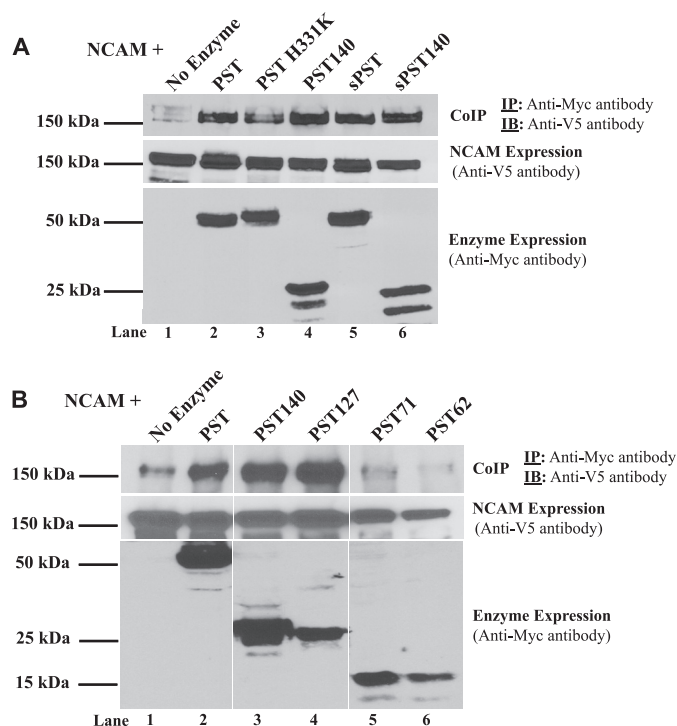 A
NCAM +
No Enzyme
PST
PST H331K
PST140
sPST
sPST140
150 kDa
CoIP
IP: Anti-Myc antibody
IB: Anti-V5 antibody
150 kDa
NCAM Expression
(Anti-V5 antibody)
50 kDa
Enzyme Expression
(Anti-Myc antibody)
25 kDa
Lane 1 2 3 4 5 6
B
NCAM +
No Enzyme
PST
PST140
PST127
PST71
PST62
150 kDa
CoIP
IP: Anti-Myc antibody
IB: Anti-V5 antibody
150 kDa
NCAM Expression
(Anti-V5 antibody)
50 kDa
Enzyme Expression
(Anti-Myc antibody)
25 kDa
15 kDa
Lane 1 2 3 4 5 6